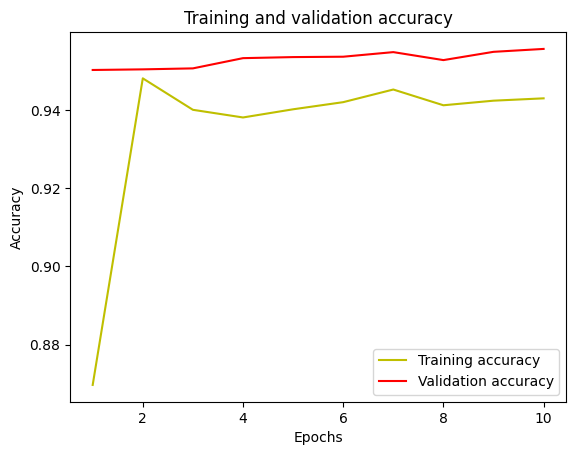 Training and validation accuracy
Accuracy
0.94
0.92
0.90
0.88
Training accuracy
Validation accuracy
2 4 6 8 10
Epochs